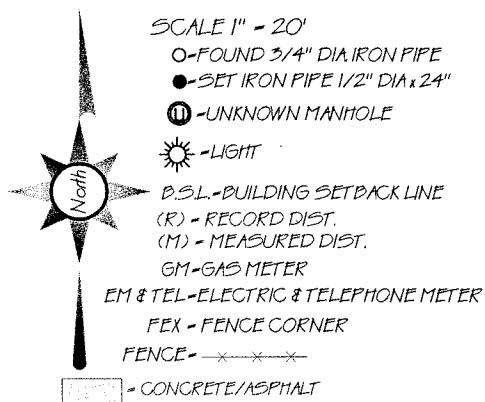 SCALE 1" = 20'
O-FOUND 3/4" DIA IRON PIPE
●-SET IRON PIPE 1/2" DIA x 24"
U -UNKNOWN MANHOLE
-LIGHT
North
B.S.L.-BUILDING SETBACK LINE
(R) - RECORD DIST.
(M) - MEASURED DIST.
GM-GAS METER
EM & TEL-ELECTRIC & TELEPHONE METER
FEX - FENCE CORNER
FENCE- —x—x—x—
- CONCRETE/ASPHALT